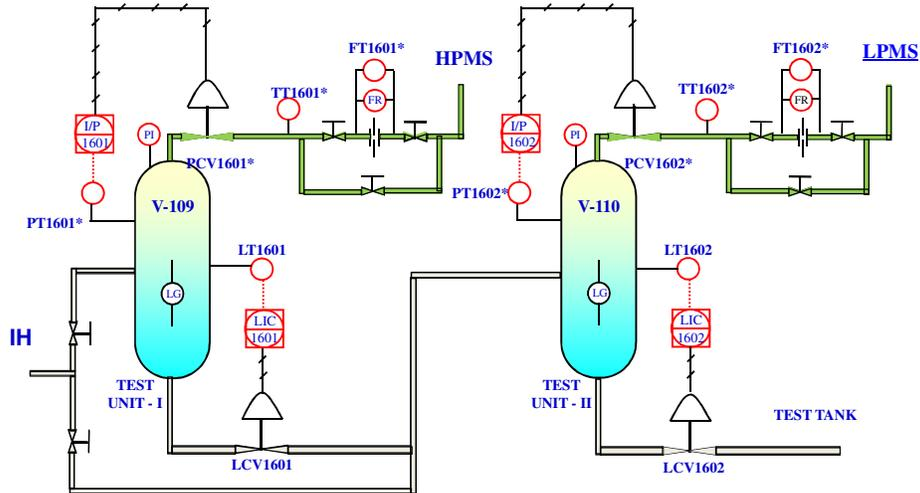 FT1601*
HPMS
FT1602*
LPMS
TT1601*
FR
TT1602*
FR
I/P
1601
PI
PCV1601*
I/P
1602
PI
PCV1602*
PT1601*
V-109
PT1602*
V-110
LT1601
LT1602
LG
LG
IH
LIC
1601
LIC
1602
TEST
UNIT - I
TEST
UNIT - II
TEST TANK
LCV1601
LCV1602